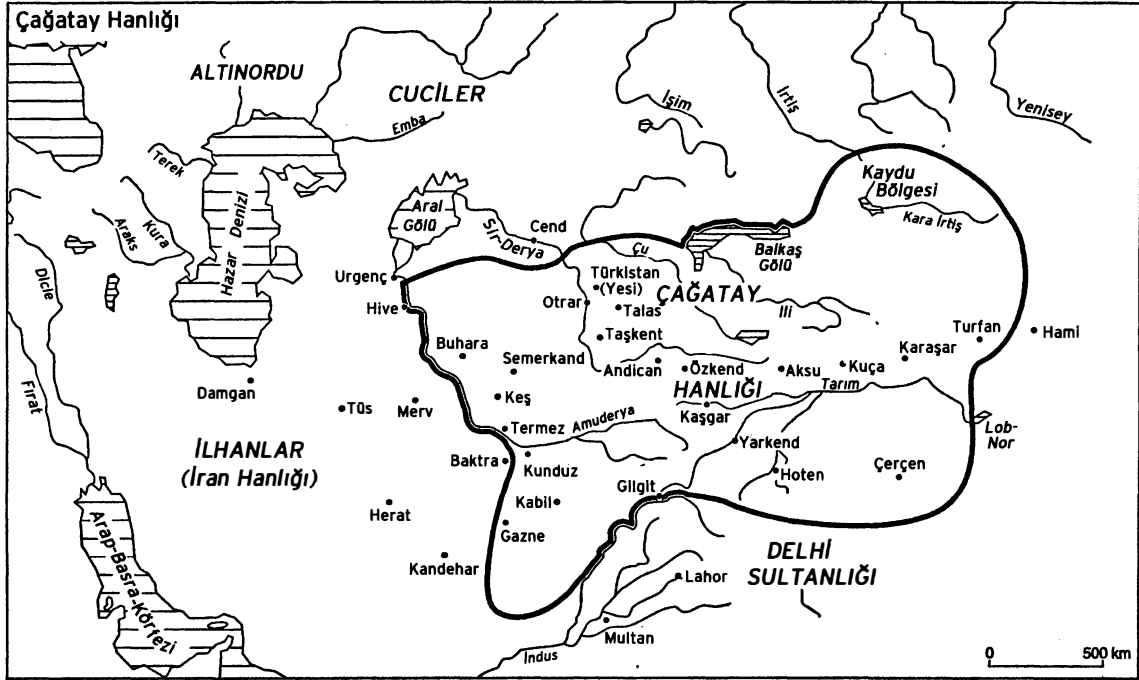 Çağatay Hanlığı
ALTINORDU
CUCİLER
Emba
İşim
İrtiş
Yenisey
Terek
Hazar Denizi
Kura
Araks
Aral
Gölü
Sir-Derya
Cend
Çu
Balkaş
Gölü
Kaydu
Bölgesi
Kara İrtiş
Dicle
Fırat
Urgenç
Hive
Türkistan
(Yesi)
Otrar
ÇAĞATAY
Talas
İli
Taşkent
Turfan
Hami
Buhara
Semerkand
Andican
Özkend
HANLIĞI
Aksu
Kuça
Karaşar
Tarım
Damgan
Tüs
Merv
Keş
Kaşgar
Termez
Amuderya
Lob-
Nor
İLHANLAR
(İran Hanlığı)
Baktra
Kunduz
Yarkend
Hoten
Çerçen
Gilgit
Kabil
Herat
Gazne
Kandehar
Arap-Basra-Körfezi
DELHİ
SULTANLIĞI
Lahor
Multan
İndus
0 500 km